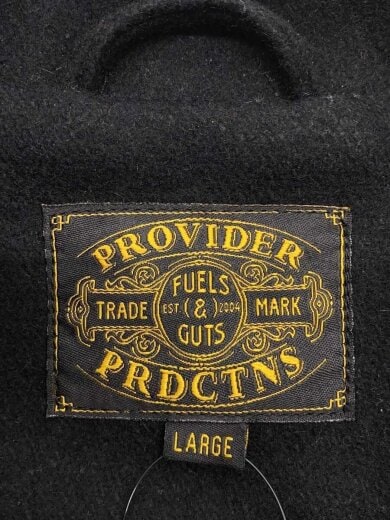 PROVIDER
FUELS
TRADE EST. (&) 2004 MARK
GUTS
PRDCTNS
LARGE